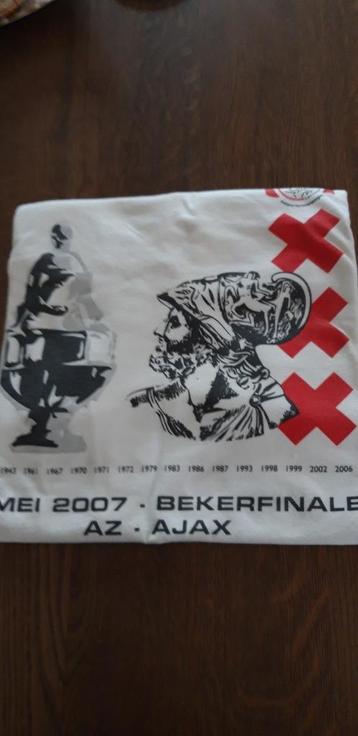 1943 1961 1967 1970 1971 1972 1979 1983 1986 1987 1993 1998 1999 2002 2006
MEI 2007 - BEKERFINALE
AZ - AJAX